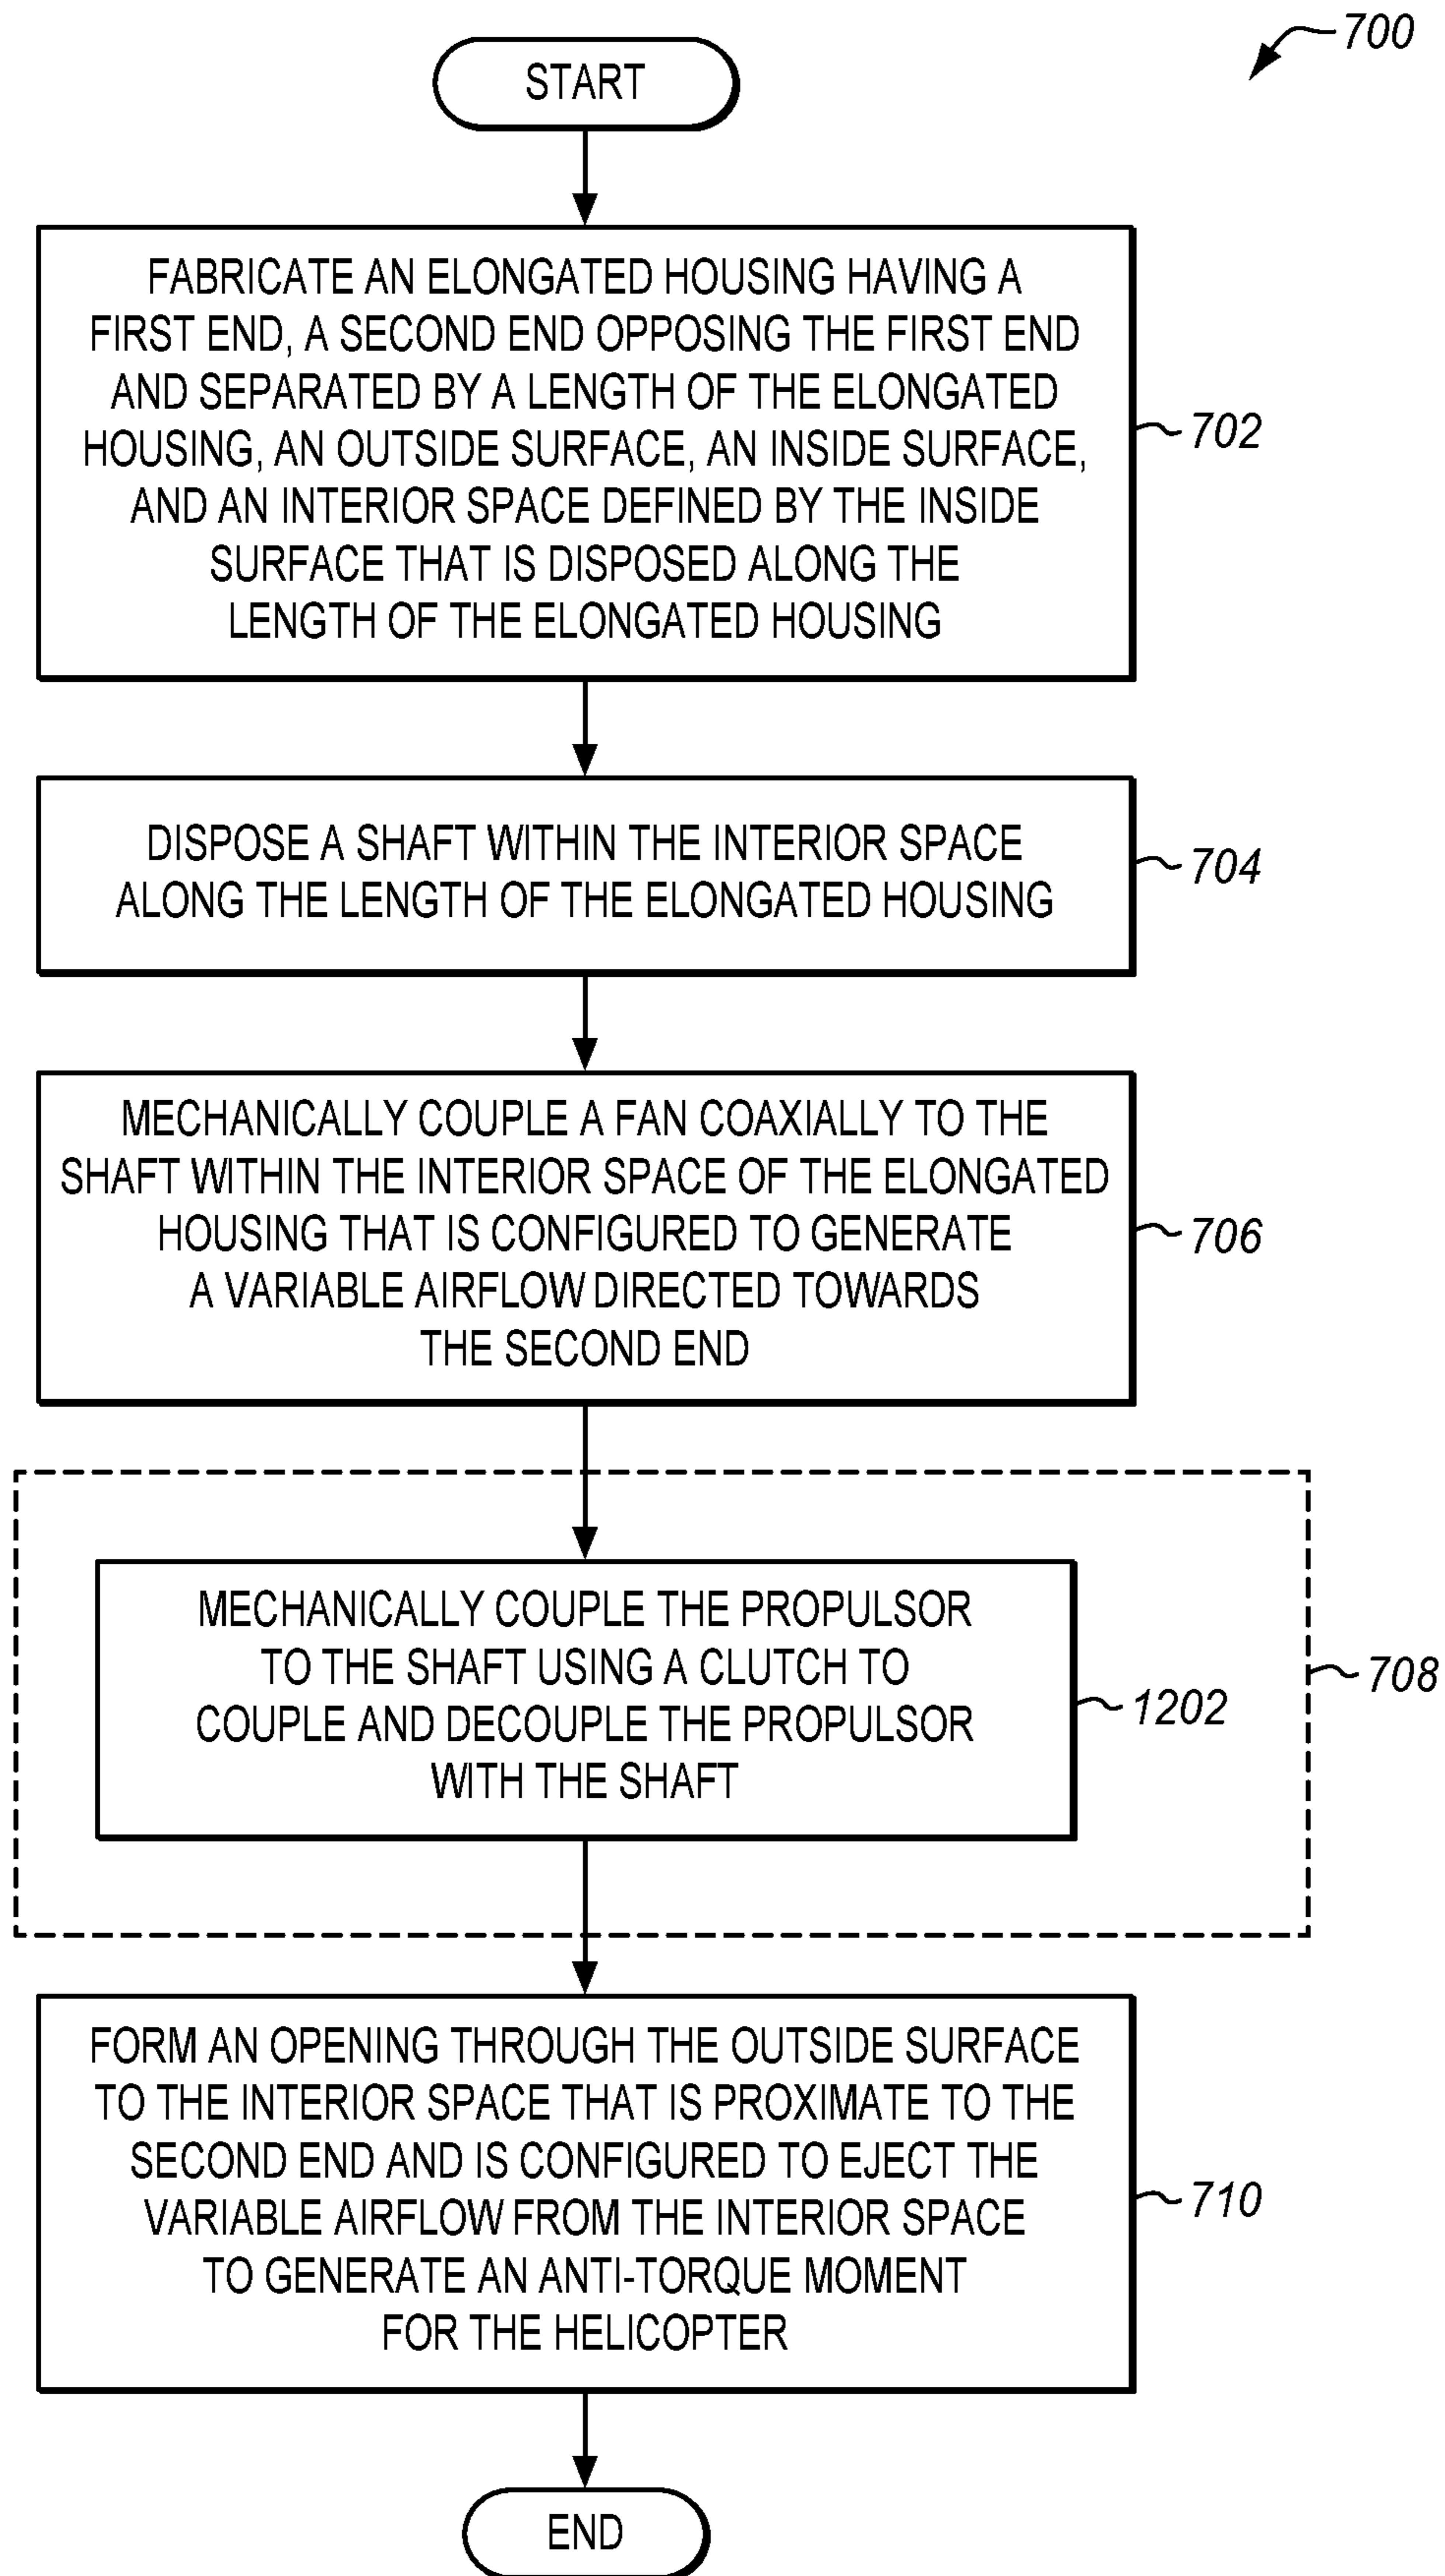 700
START
FABRICATE AN ELONGATED HOUSING HAVING A
FIRST END, A SECOND END OPPOSING THE FIRST END
AND SEPARATED BY A LENGTH OF THE ELONGATED
HOUSING, AN OUTSIDE SURFACE, AN INSIDE SURFACE,
AND AN INTERIOR SPACE DEFINED BY THE INSIDE
SURFACE THAT IS DISPOSED ALONG THE
LENGTH OF THE ELONGATED HOUSING
702
DISPOSE A SHAFT WITHIN THE INTERIOR SPACE
ALONG THE LENGTH OF THE ELONGATED HOUSING
704
MECHANICALLY COUPLE A FAN COAXIALLY TO THE
SHAFT WITHIN THE INTERIOR SPACE OF THE ELONGATED
HOUSING THAT IS CONFIGURED TO GENERATE
A VARIABLE AIRFLOW DIRECTED TOWARDS
THE SECOND END
706
MECHANICALLY COUPLE THE PROPULSOR
TO THE SHAFT USING A CLUTCH TO
COUPLE AND DECOUPLE THE PROPULSOR
WITH THE SHAFT
1202
708
FORM AN OPENING THROUGH THE OUTSIDE SURFACE
TO THE INTERIOR SPACE THAT IS PROXIMATE TO THE
SECOND END AND IS CONFIGURED TO EJECT THE
VARIABLE AIRFLOW FROM THE INTERIOR SPACE
TO GENERATE AN ANTI-TORQUE MOMENT
FOR THE HELICOPTER
710
END